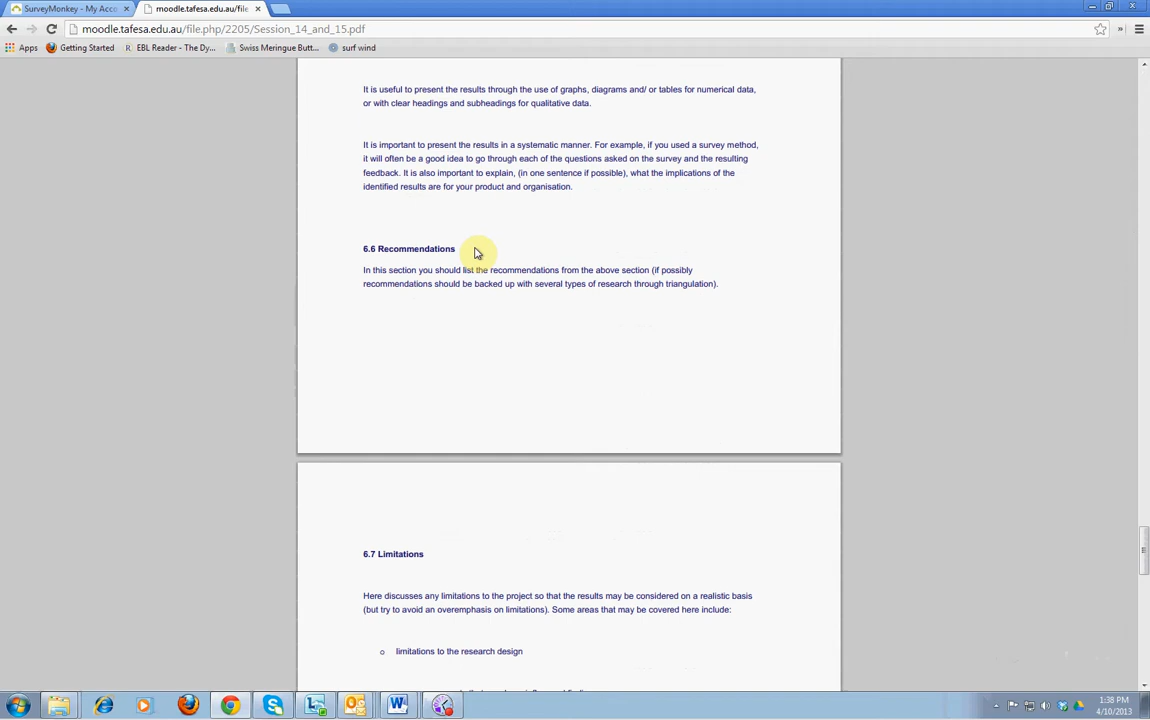 SurveyMonkey - My Acc
moodle.tafesa.edu.au/file
moodle.tafesa.edu.au/file.php/2205/Session_14_and_15.pdf
Apps
Getting Started
EBL Reader - The Dy...
Swiss Meringue Butt...
surf wind
It is useful to present the results through the use of graphs, diagrams and/ or tables for numerical data,
or with clear headings and subheadings for qualitative data.
It is important to present the results in a systematic manner. For example, if you used a survey method,
it will often be a good idea to go through each of the questions asked on the survey and the resulting
feedback. It is also important to explain, (in one sentence if possible), what the implications of the
identified results are for your product and organisation.
6.6 Recommendations
In this section you should list the recommendations from the above section (if possibly
recommendations should be backed up with several types of research through triangulation).
6.7 Limitations
Here discusses any limitations to the project so that the results may be considered on a realistic basis
(but try to avoid an overemphasis on limitations). Some areas that may be covered here include:
o limitations to the research design
1:38 PM
4/10/2013